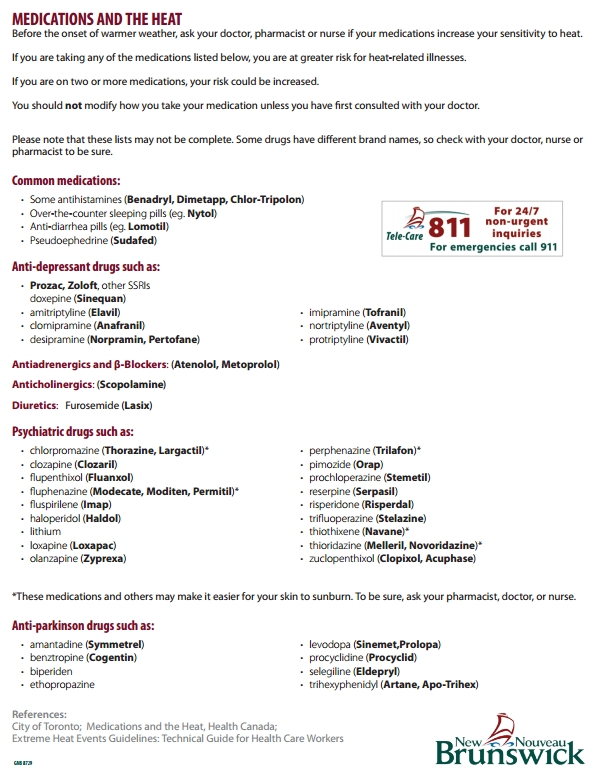 MEDICATIONS AND THE HEAT
Before the onset of warmer weather, ask your doctor, pharmacist or nurse if your medications increase your sensitivity to heat.
If you are taking any of the medications listed below, you are at greater risk for heat-related illnesses.
If you are on two or more medications, your risk could be increased.
You should not modify how you take your medication unless you have first consulted with your doctor.
Please note that these lists may not be complete. Some drugs have different brand names, so check with your doctor, nurse or
pharmacist to be sure.
Common medications:
• Some antihistamines (Benadryl, Dimetapp, Chlor-Tripolon)
• Over-the-counter sleeping pills (eg. Nytol)
• Anti-diarrhea pills (eg. Lomotil)
• Pseudoephedrine (Sudafed)
Tele-Care 811
For 24/7
non-urgent
inquiries
For emergencies call 911
Anti-depressant drugs such as:
• Prozac, Zoloft, other SSRIs
doxepine (Sinequan)
• amitriptyline (Elavil)
• clomipramine (Anafranil)
• desipramine (Norpramin, Pertofane)
• imipramine (Tofranil)
• nortriptyline (Aventyl)
• protriptyline (Vivactil)
Antiadrenergics and β-Blockers: (Atenolol, Metoprolol)
Anticholinergics: (Scopolamine)
Diuretics: Furosemide (Lasix)
Psychiatric drugs such as:
• chlorpromazine (Thorazine, Largactil)*
• clozapine (Clozaril)
• flupenthixol (Fluanxol)
• fluphenazine (Modecate, Moditen, Permitil)*
• fluspirilene (Imap)
• haloperidol (Haldol)
• lithium
• loxapine (Loxapac)
• olanzapine (Zyprexa)
• perphenazine (Trilafon)*
• pimozide (Orap)
• prochloperazine (Stemetil)
• reserpine (Serpasil)
• risperidone (Risperdal)
• trifluoperazine (Stelazine)
• thiothixene (Navane)*
• thioridazine (Melleril, Novoridazine)*
• zuclopenthixol (Clopixol, Acuphase)
*These medications and others may make it easier for your skin to sunburn. To be sure, ask your pharmacist, doctor, or nurse.
Anti-parkinson drugs such as:
• amantadine (Symmetrel)
• benztropine (Cogentin)
• biperiden
• ethopropazine
• levodopa (Sinemet,Prolopa)
• procyclidine (Procyclid)
• selegiline (Eldepryl)
• trihexyphenidyl (Artane, Apo-Trihex)
References:
City of Toronto; Medications and the Heat, Health Canada;
Extreme Heat Events Guidelines: Technical Guide for Health Care Workers
GNB 8729
New Nouveau
Brunswick